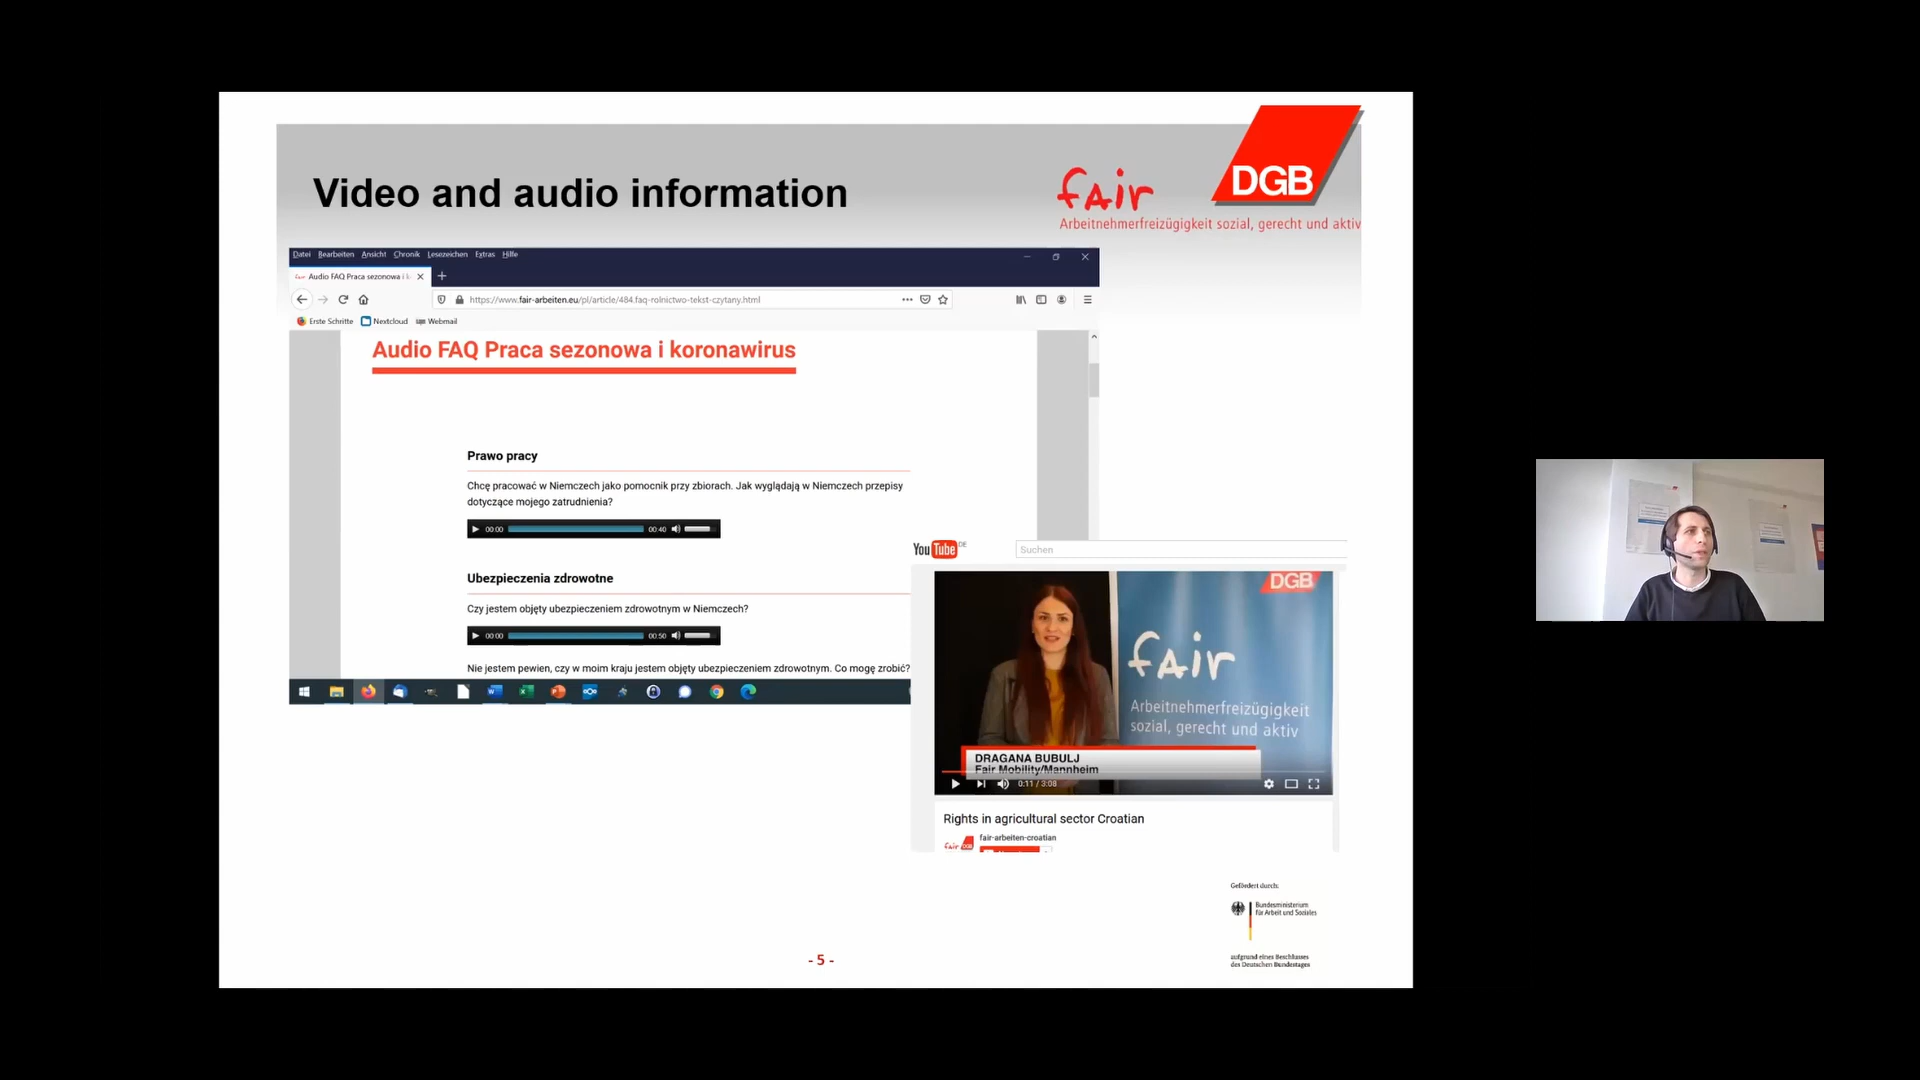 Video and audio information
fair
Arbeitnehmerfreizügigkeit sozial, gerecht und aktiv
DGB
Datei Bearbeiten Ansicht Chronik Lesezeichen Extras Hilfe
Audio FAQ Praca sezonowa i k
https://www.fair-arbeiten.eu/pl/article/484.faq-rolnictwo-tekst-czytany.html
Erste Schritte Nextcloud Webmail
Audio FAQ Praca sezonowa i koronawirus
Prawo pracy
Chcę pracować w Niemczech jako pomocnik przy zbiorach. Jak wyglądają w Niemczech przepisy
dotyczące mojego zatrudnienia?
00:00 00:40
Ubezpieczenia zdrowotne
Czy jestem objęty ubezpieczeniem zdrowotnym w Niemczech?
00:00 00:50
Nie jestem pewien, czy w moim kraju jestem objęty ubezpieczeniem zdrowotnym. Co mogę zrobić?
YouTube DE
Suchen
DGB
fair
Arbeitnehmerfreizügigkeit
sozial, gerecht und aktiv
DRAGANA BUBULJ
Fair Mobility/Mannheim
0:11 / 3:08
Rights in agricultural sector Croatian
fair-arbeiten-croatian
fair DGB
Gefördert durch:
Bundesministerium
für Arbeit und Soziales
aufgrund eines Beschlusses
des Deutschen Bundestages
- 5 -